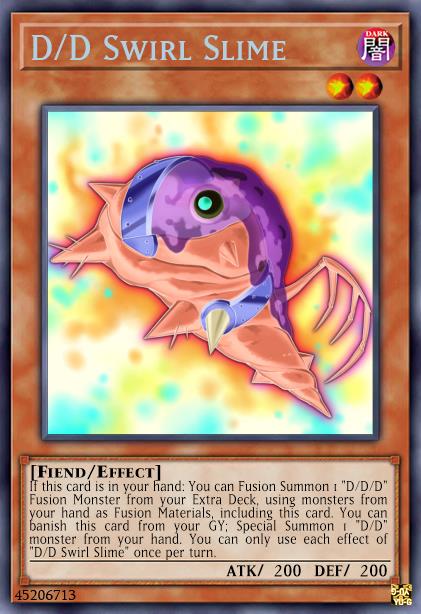 D/D Swirl Slime
DARK
闇
[Fiend/Effect]
If this card is in your hand: You can Fusion Summon 1 "D/D/D"
Fusion Monster from your Extra Deck, using monsters from
your hand as Fusion Materials, including this card. You can
banish this card from your GY; Special Summon 1 "D/D"
monster from your hand. You can only use each effect of
"D/D Swirl Slime" once per turn.
ATK/ 200 DEF/ 200
45206713